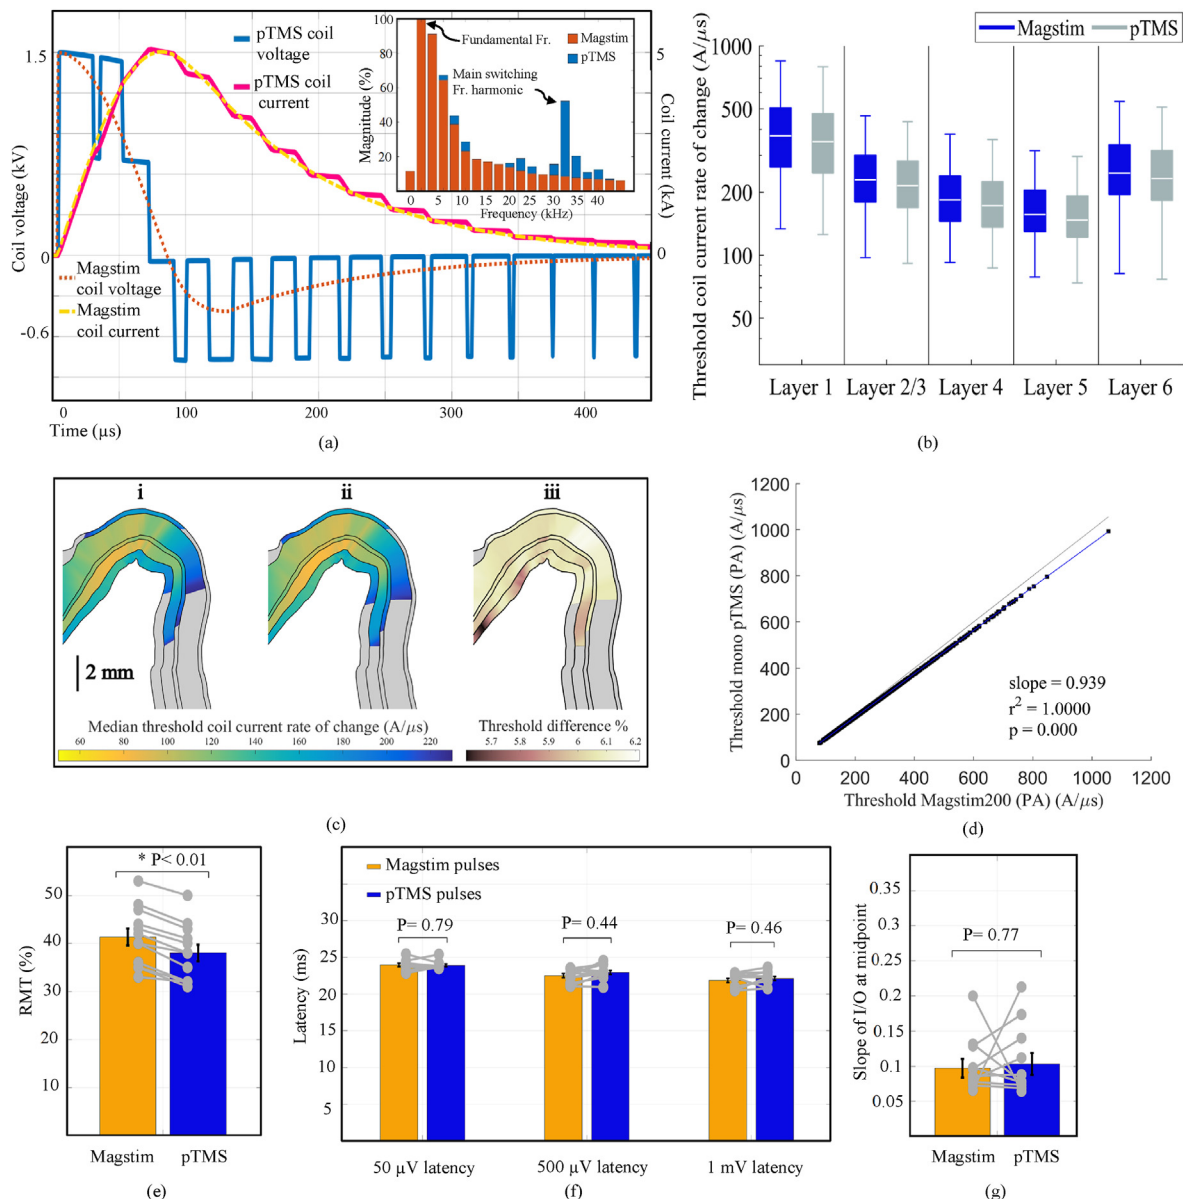 1.5
0
-0.6
Coil voltage (kV)
pTMS coil
voltage
pTMS coil
current
Magstim
coil voltage
Magstim
coil current
100
80
60
40
20
Magnitude (%)
Fundamental Fr.
Main switching
Fr. harmonic
Magstim
pTMS
0 5 10 15 20 25 30 35 40
Frequency (kHz)
5
0
Coil current (kA)
0 100 200 300 400
Time (µs)
(a)
Magstim pTMS
Threshold coil current rate of change (A/µs)
1000
500
200
100
50
Layer 1 Layer 2/3 Layer 4 Layer 5 Layer 6
(b)
i ii iii
2 mm
Median threshold coil current rate of change (A/µs)
60 80 100 120 140 160 180 200 220
Threshold difference %
5.7 5.8 5.9 6 6.1 6.2
(c)
Threshold mono pTMS (PA) (A/µs)
1200
1000
800
600
400
200
0
slope = 0.939
r² = 1.0000
p = 0.000
0 200 400 600 800 1000 1200
Threshold Magstim200 (PA) (A/µs)
(d)
RMT (%)
50
40
30
20
10
* P< 0.01
Magstim pTMS
(e)
Magstim pulses
pTMS pulses
Latency (ms)
30
25
20
15
10
5
P= 0.79
P= 0.44
P= 0.46
50 µV latency 500 µV latency 1 mV latency
(f)
Slope of I/O at midpoint
0.35
0.3
0.25
0.2
0.15
0.1
0.05
P= 0.77
Magstim pTMS
(g)